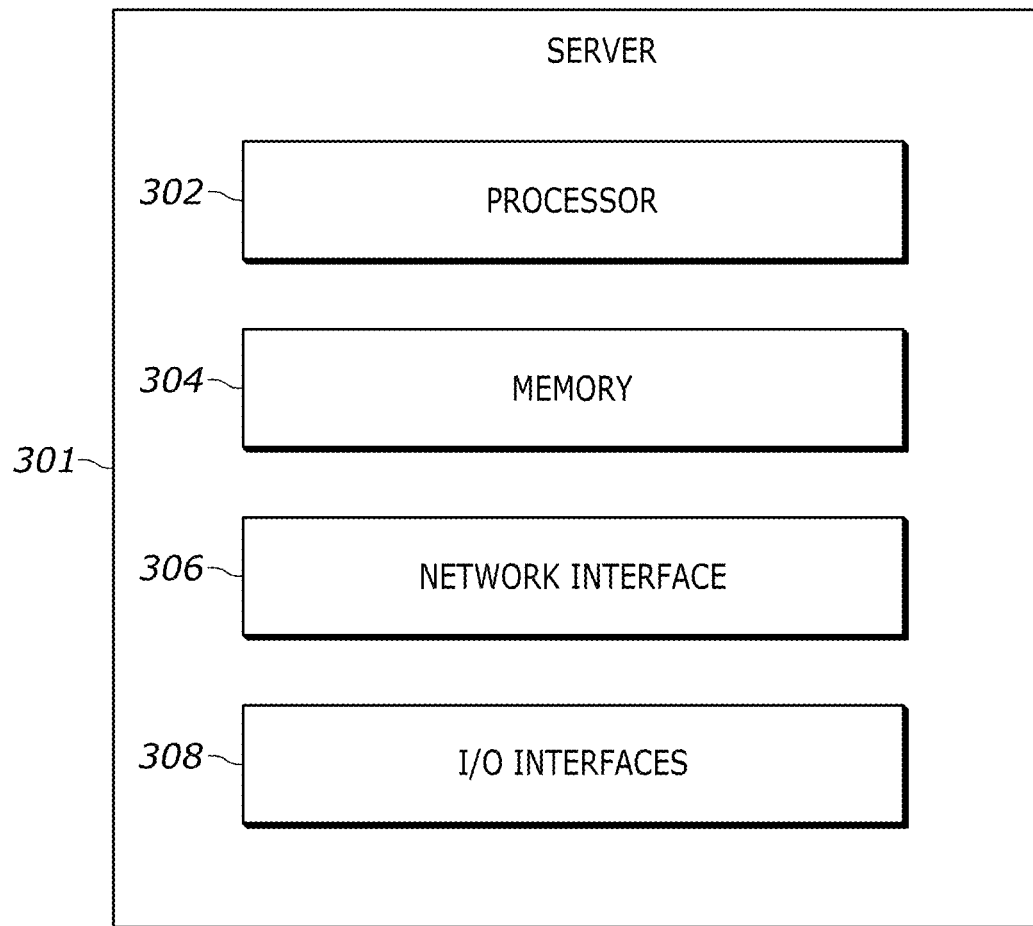 SERVER
302
PROCESSOR
304
MEMORY
301
306
NETWORK INTERFACE
308
I/O INTERFACES